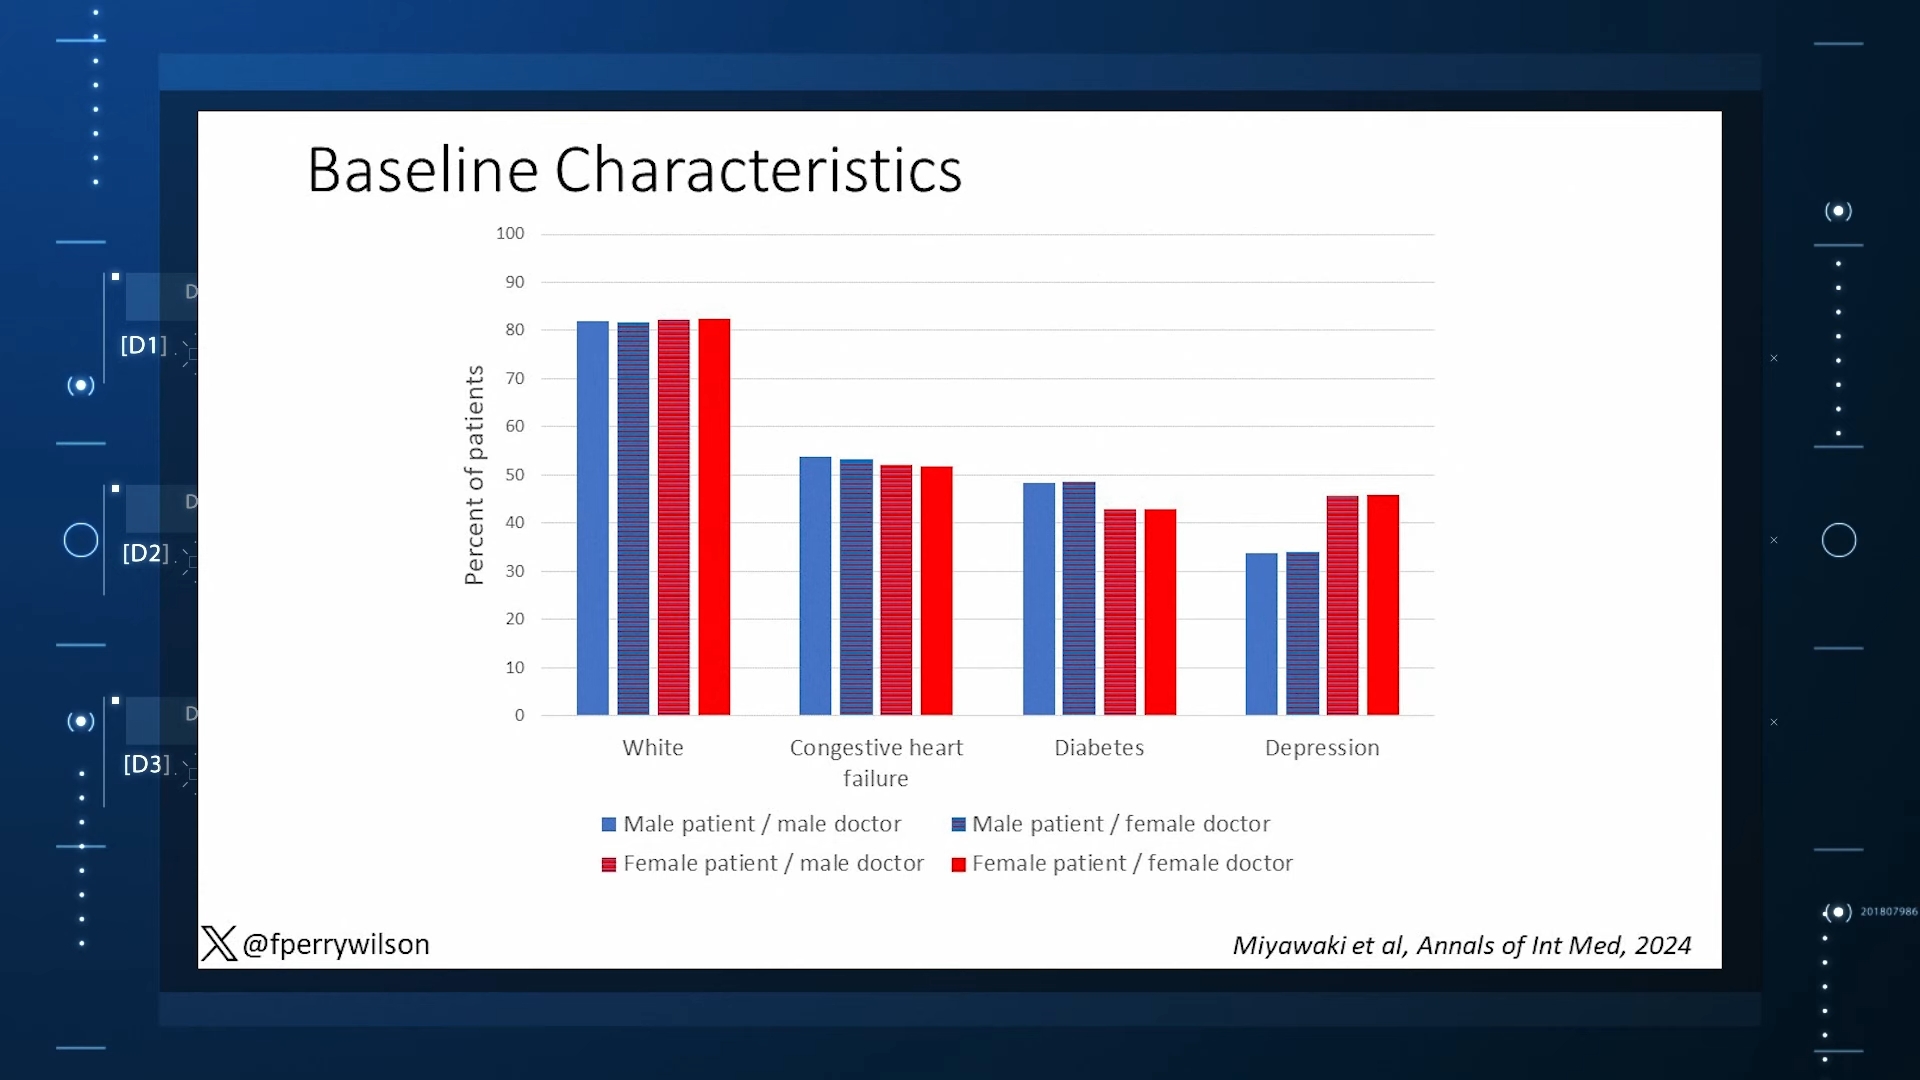 Baseline Characteristics
100
90
80
70
60
50
40
30
20
10
0
Percent of patients
White
Congestive heart
failure
Diabetes
Depression
Male patient / male doctor
Male patient / female doctor
Female patient / male doctor
Female patient / female doctor
X @fperrywilson
Miyawaki et al, Annals of Int Med, 2024
D
[D1]
D
[D2]
D
[D3]
201807986